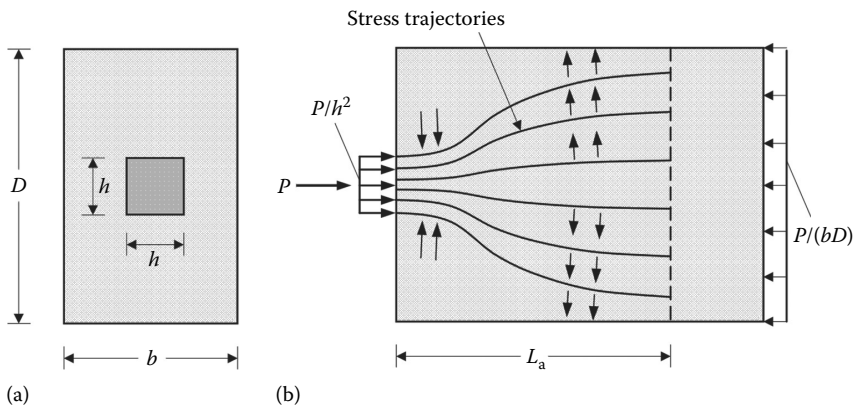 Stress trajectories
P/h²
D
h
P
h
P/(bD)
b
Lₐ
(a)
(b)